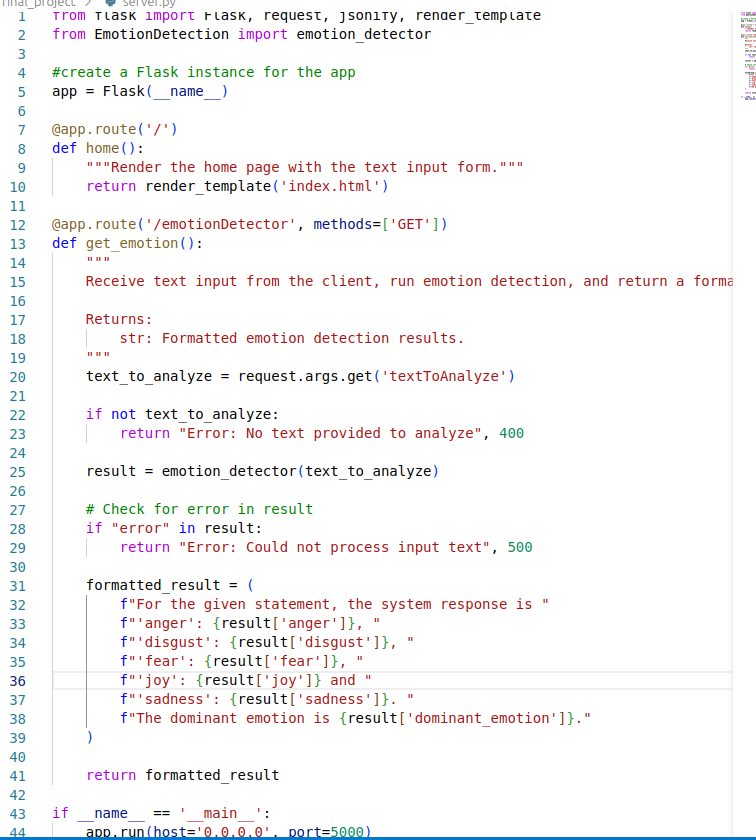 final_project > server.py
1 from flask import Flask, request, jsonify, render_template
2 from EmotionDetection import emotion_detector
3
4 #create a Flask instance for the app
5 app = Flask(__name__)
6
7 @app.route('/')
8 def home():
9     """Render the home page with the text input form."""
10     return render_template('index.html')
11
12 @app.route('/emotionDetector', methods=['GET'])
13 def get_emotion():
14     """
15     Receive text input from the client, run emotion detection, and return a forma
16
17     Returns:
18         str: Formatted emotion detection results.
19     """
20     text_to_analyze = request.args.get('textToAnalyze')
21
22     if not text_to_analyze:
23         return "Error: No text provided to analyze", 400
24
25     result = emotion_detector(text_to_analyze)
26
27     # Check for error in result
28     if "error" in result:
29         return "Error: Could not process input text", 500
30
31     formatted_result = (
32         f"For the given statement, the system response is "
33         f"'anger': {result['anger']}, "
34         f"'disgust': {result['disgust']}, "
35         f"'fear': {result['fear']}, "
36         f"'joy': {result['joy']} and "
37         f"'sadness': {result['sadness']}. "
38         f"The dominant emotion is {result['dominant_emotion']}."
39     )
40
41     return formatted_result
42
43 if __name__ == '__main__':
44     app.run(host='0.0.0.0', port=5000)